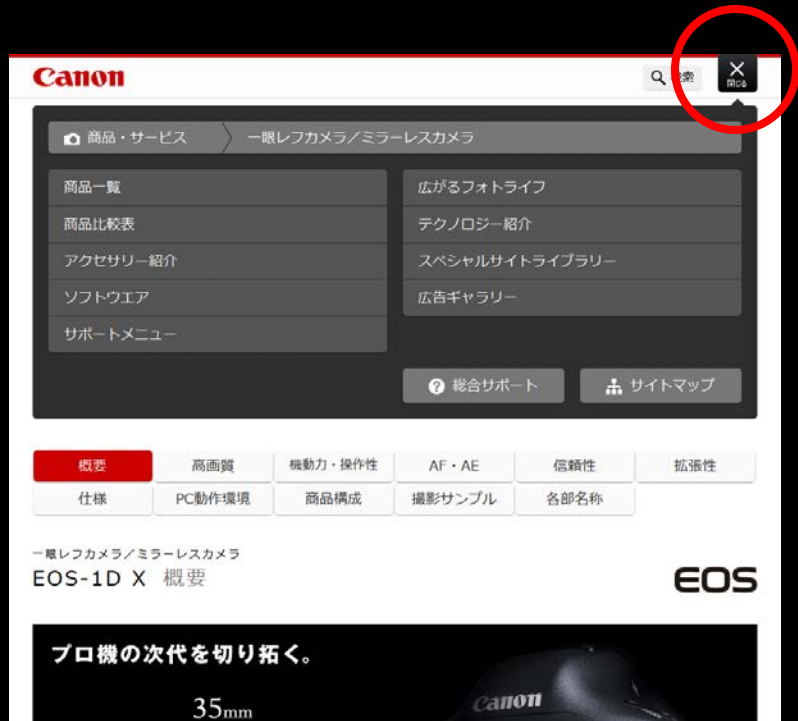 Canon
検索
閉じる
商品・サービス
一眼レフカメラ/ミラーレスカメラ
商品一覧
広がるフォトライフ
商品比較表
テクノロジー紹介
アクセサリー紹介
スペシャルサイトライブラリー
ソフトウエア
広告ギャラリー
サポートメニュー
総合サポート
サイトマップ
概要
高画質
機動力・操作性
AF・AE
信頼性
拡張性
仕様
PC動作環境
商品構成
撮影サンプル
各部名称
一眼レフカメラ/ミラーレスカメラ
EOS-1D X 概要
EOS
プロ機の次代を切り拓く。
35mm
Canon